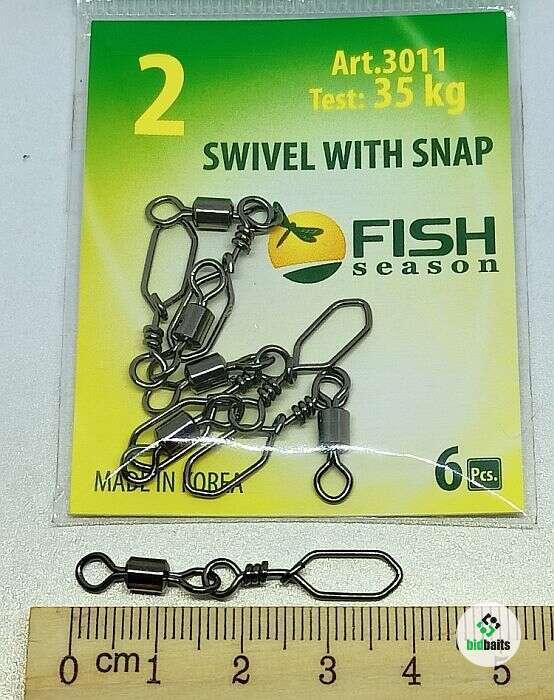 2
Art.3011
Test: 35 kg
SWIVEL WITH SNAP
FISH
season
MADE IN KOREA
6 Pcs.
0 cm 1 2 3 4 5
bidbaits